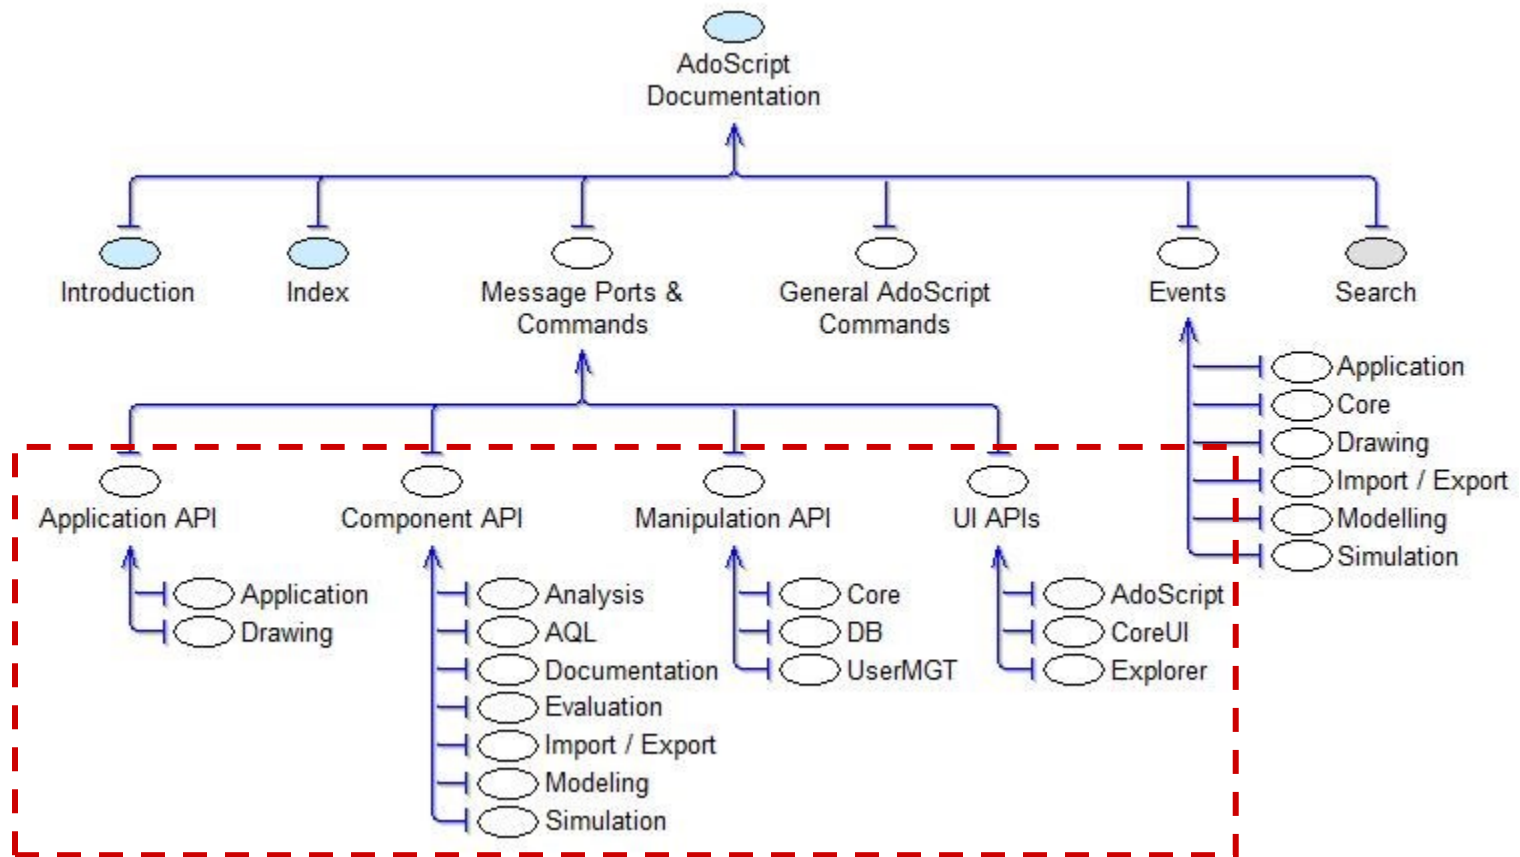 AdoScript
Documentation
Introduction
Index
Message Ports &
Commands
General AdoScript
Commands
Events
Search
Application
Core
Drawing
Import / Export
Modelling
Simulation
Application API
Application
Drawing
Component API
Analysis
AQL
Documentation
Evaluation
Import / Export
Modeling
Simulation
Manipulation API
Core
DB
UserMGT
UI APIs
AdoScript
CoreUI
Explorer